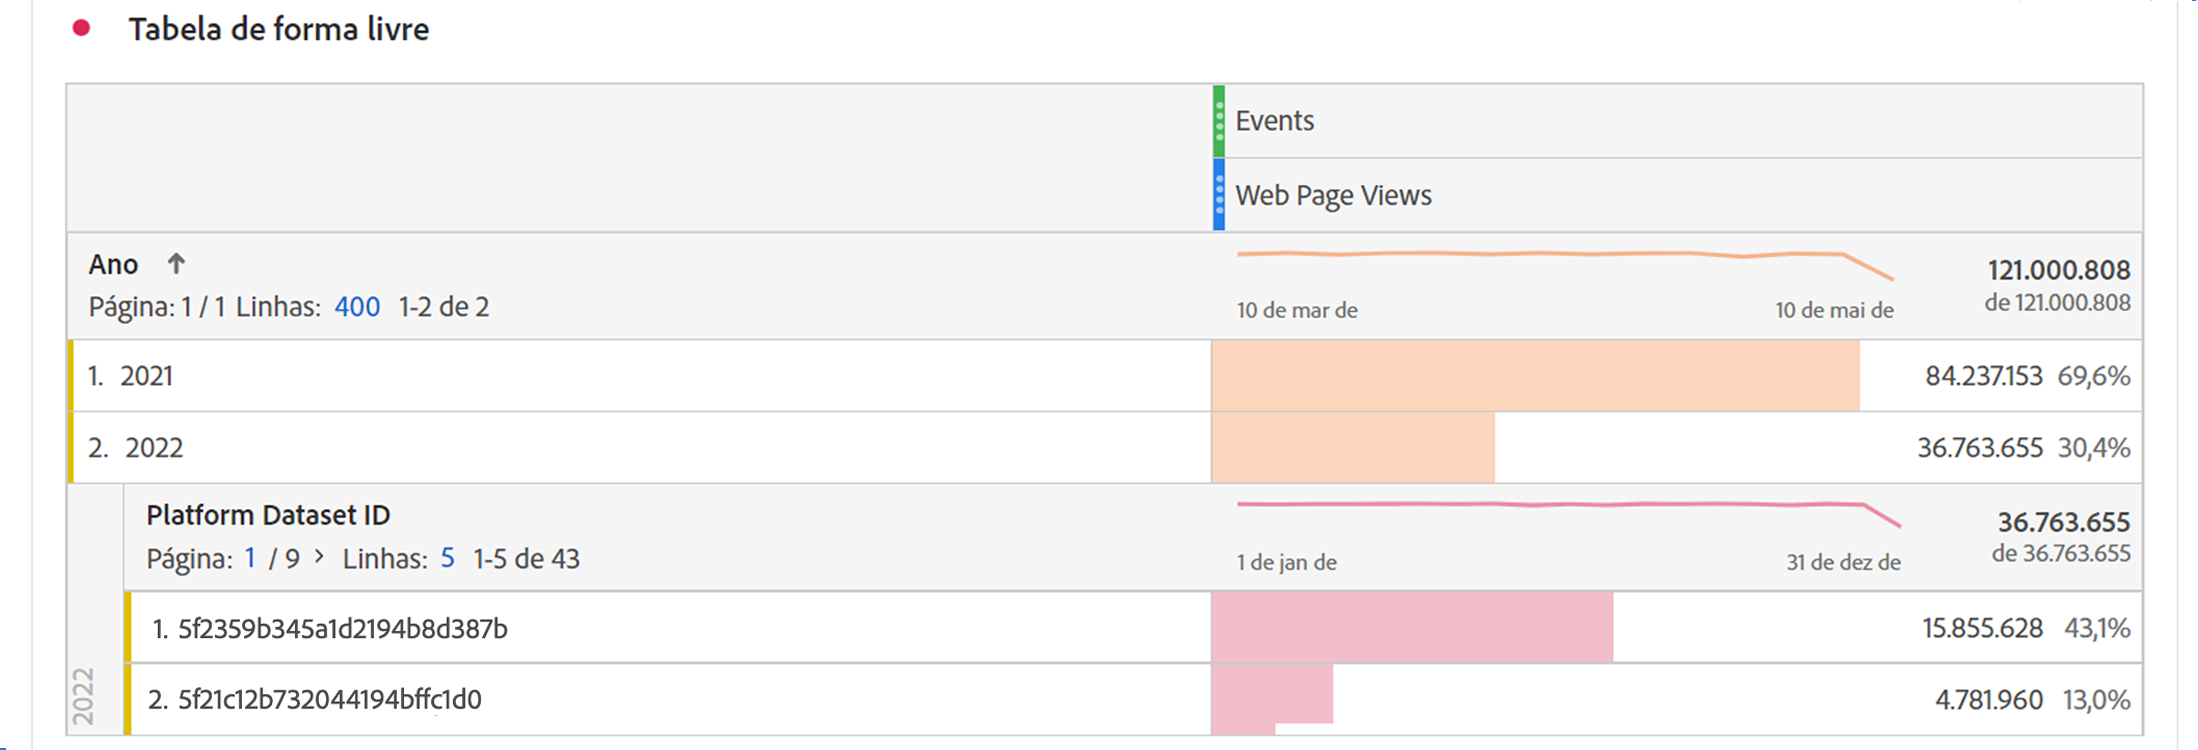 Tabela de forma livre
Events
Web Page Views
Ano ↑
Página: 1 / 1 Linhas: 400 1-2 de 2
10 de mar de 10 de mai de
121.000.808
de 121.000.808
1. 2021 84.237.153 69,6%
2. 2022 36.763.655 30,4%
Platform Dataset ID
Página: 1 / 9 > Linhas: 5 1-5 de 43
1 de jan de 31 de dez de
36.763.655
de 36.763.655
2022
1. 5f2359b345a1d2194b8d387b 15.855.628 43,1%
2. 5f21c12b732044194bffc1d0 4.781.960 13,0%